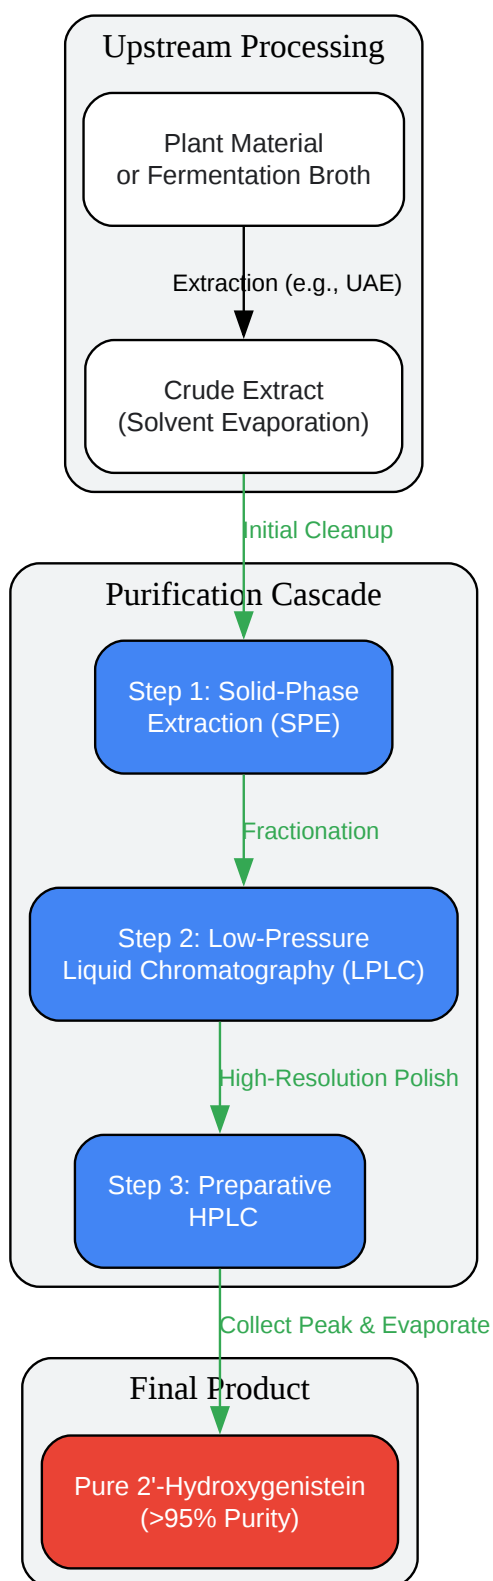 Upstream Processing
Plant Material
or Fermentation Broth
Extraction (e.g., UAE)
Crude Extract
(Solvent Evaporation)
Initial Cleanup
Purification Cascade
Step 1: Solid-Phase
Extraction (SPE)
Fractionation
Step 2: Low-Pressure
Liquid Chromatography (LPLC)
High-Resolution Polish
Step 3: Preparative
HPLC
Collect Peak & Evaporate
Final Product
Pure 2'-Hydroxygenistein
(>95% Purity)